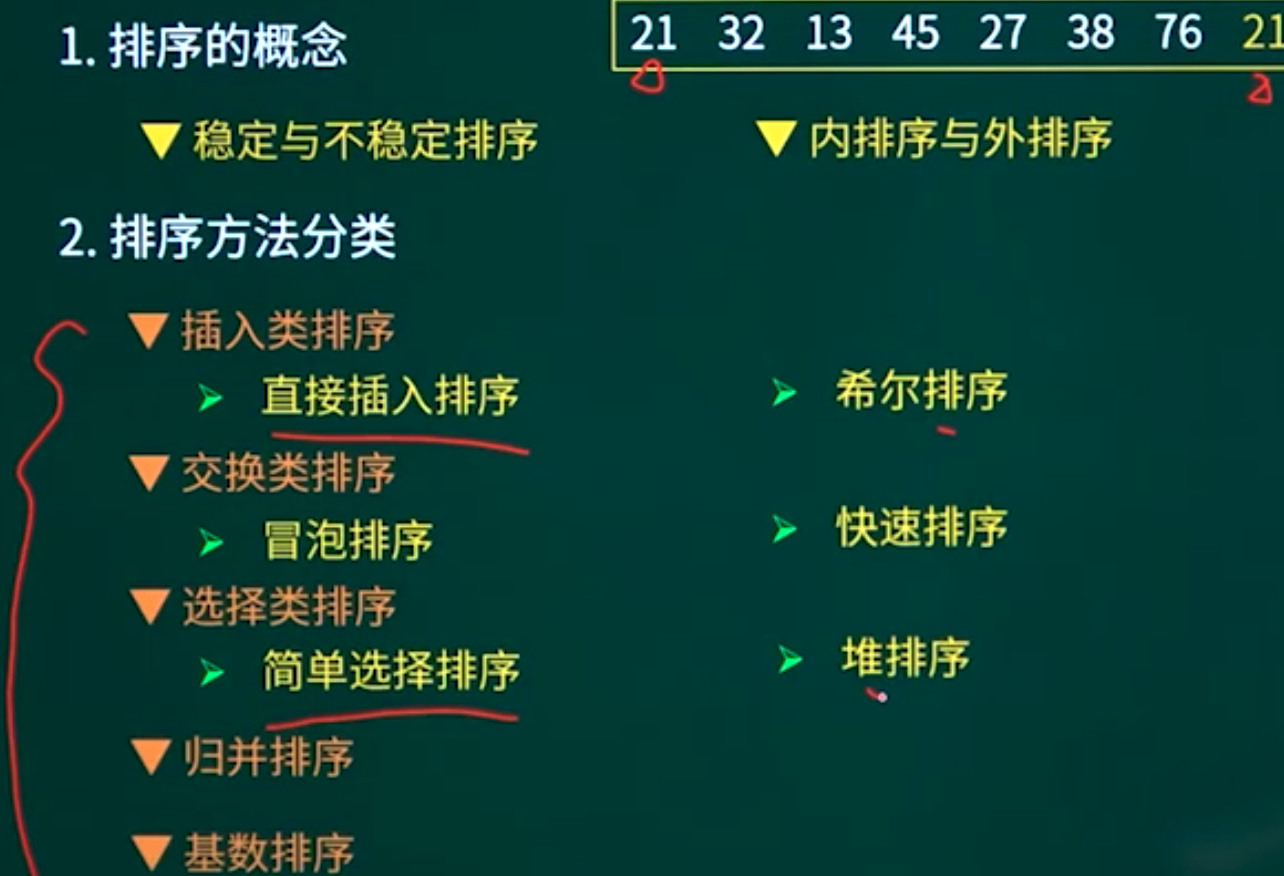 1. 排序的概念
21 32 13 45 27 38 76 21
▼ 稳定与不稳定排序 ▼ 内排序与外排序
2. 排序方法分类
▼ 插入类排序
➢ 直接插入排序 ➢ 希尔排序
▼ 交换类排序
➢ 冒泡排序 ➢ 快速排序
▼ 选择类排序
➢ 简单选择排序 ➢ 堆排序
▼ 归并排序
▼ 基数排序